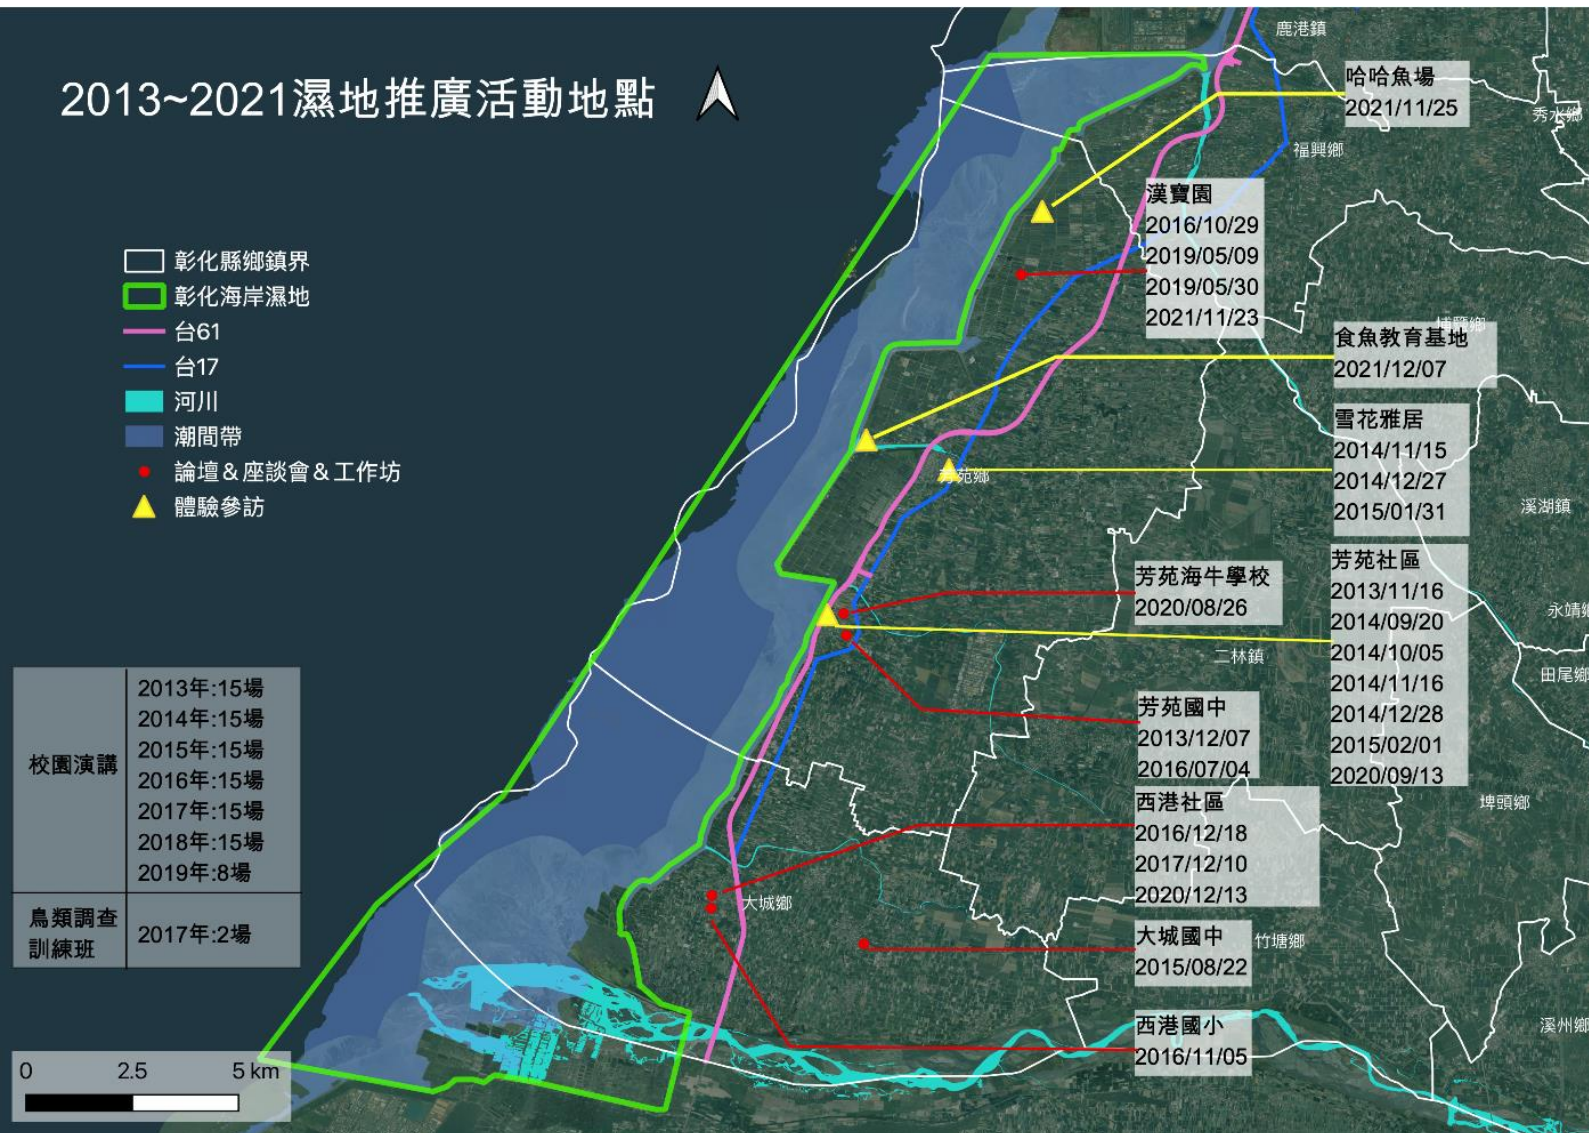 2013~2021濕地推廣活動地點
彰化縣鄉鎮界
彰化海岸濕地
台61
台17
河川
潮間帶
論壇&座談會&工作坊
體驗參訪
校園演講
2013年:15場
2014年:15場
2015年:15場
2016年:15場
2017年:15場
2018年:15場
2019年:8場
鳥類調查
訓練班
2017年:2場
0 2.5 5 km
鹿港鎮
哈哈魚場
2021/11/25
秀水鄉
福興鄉
漢寶園
2016/10/29
2019/05/09
2019/05/30
2021/11/23
埔鹽鄉
食魚教育基地
2021/12/07
雪花雅居
2014/11/15
2014/12/27
2015/01/31
芳苑鄉
溪湖鎮
芳苑海牛學校
2020/08/26
芳苑社區
2013/11/16
2014/09/20
2014/10/05
2014/11/16
2014/12/28
2015/02/01
2020/09/13
永靖鄉
二林鎮
田尾鄉
芳苑國中
2013/12/07
2016/07/04
埤頭鄉
西港社區
2016/12/18
2017/12/10
2020/12/13
大城鄉
大城國中
2015/08/22
竹塘鄉
西港國小
2016/11/05
溪州鄉